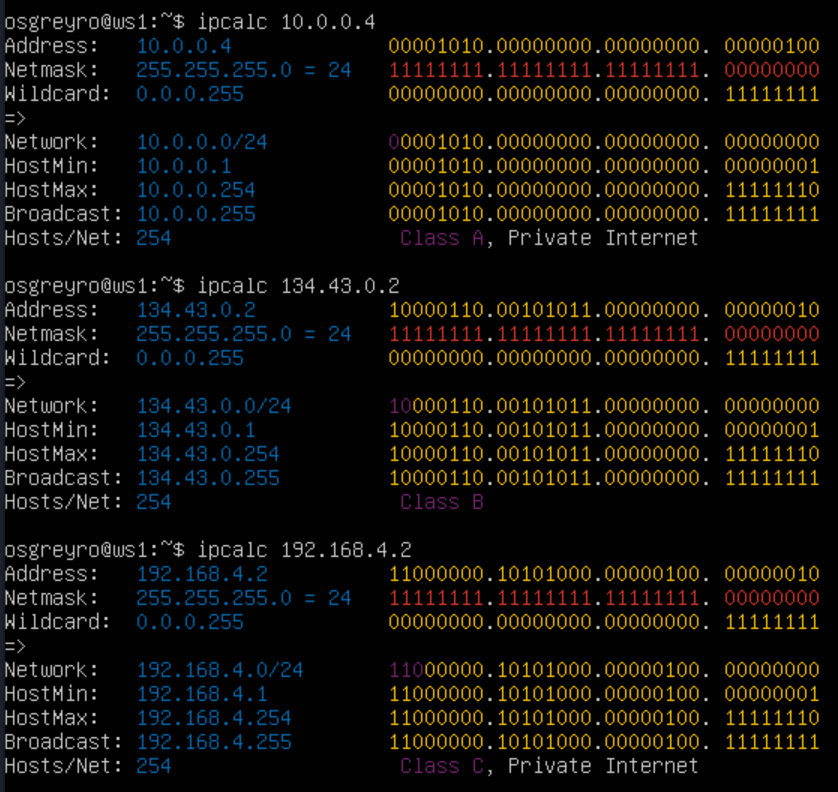 osgreyro@ws1:~$ ipcalc 10.0.0.4
Address:   10.0.0.4             00001010.00000000.00000000. 00000100
Netmask:   255.255.255.0 = 24   11111111.11111111.11111111. 00000000
Wildcard:  0.0.0.255            00000000.00000000.00000000. 11111111
=>
Network:   10.0.0.0/24          00001010.00000000.00000000. 00000000
HostMin:   10.0.0.1             00001010.00000000.00000000. 00000001
HostMax:   10.0.0.254           00001010.00000000.00000000. 11111110
Broadcast: 10.0.0.255           00001010.00000000.00000000. 11111111
Hosts/Net: 254                   Class A, Private Internet
osgreyro@ws1:~$ ipcalc 134.43.0.2
Address:   134.43.0.2           10000110.00101011.00000000. 00000010
Netmask:   255.255.255.0 = 24   11111111.11111111.11111111. 00000000
Wildcard:  0.0.0.255            00000000.00000000.00000000. 11111111
=>
Network:   134.43.0.0/24        10000110.00101011.00000000. 00000000
HostMin:   134.43.0.1           10000110.00101011.00000000. 00000001
HostMax:   134.43.0.254         10000110.00101011.00000000. 11111110
Broadcast: 134.43.0.255         10000110.00101011.00000000. 11111111
Hosts/Net: 254                   Class B
osgreyro@ws1:~$ ipcalc 192.168.4.2
Address:   192.168.4.2          11000000.10101000.00000100. 00000010
Netmask:   255.255.255.0 = 24   11111111.11111111.11111111. 00000000
Wildcard:  0.0.0.255            00000000.00000000.00000000. 11111111
=>
Network:   192.168.4.0/24       11000000.10101000.00000100. 00000000
HostMin:   192.168.4.1          11000000.10101000.00000100. 00000001
HostMax:   192.168.4.254        11000000.10101000.00000100. 11111110
Broadcast: 192.168.4.255        11000000.10101000.00000100. 11111111
Hosts/Net: 254                   Class C, Private Internet